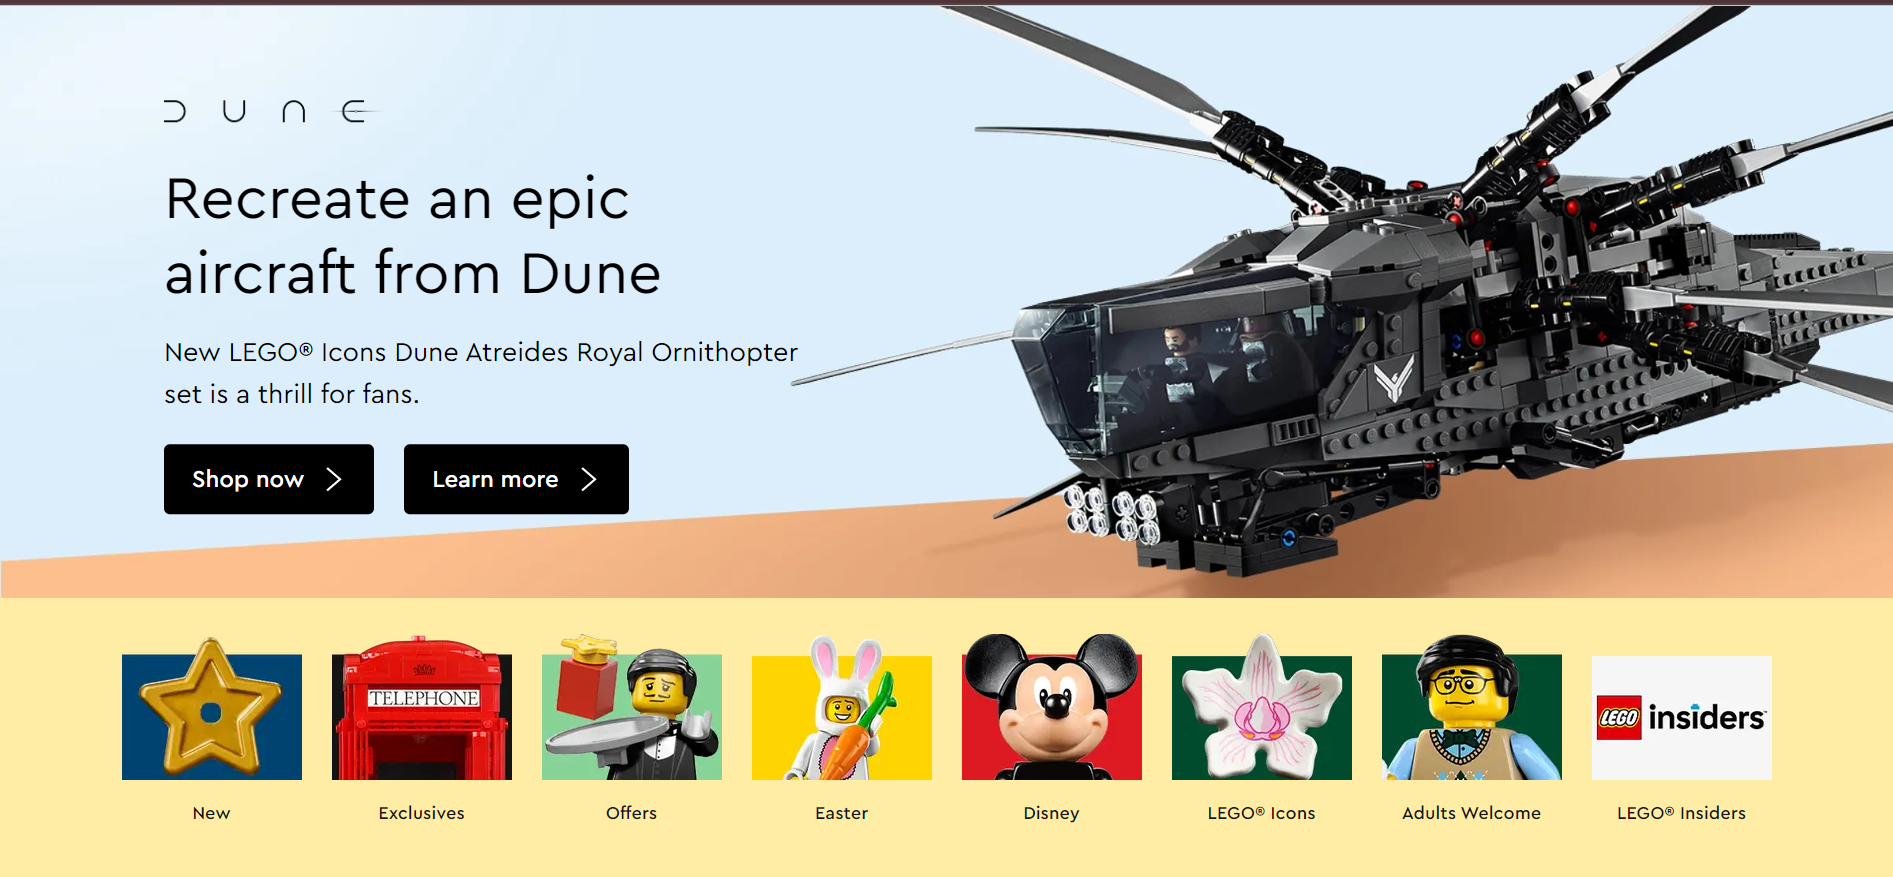 DUNE
Recreate an epic
aircraft from Dune
New LEGO® Icons Dune Atreides Royal Ornithopter
set is a thrill for fans.
Shop now
Learn more
TELEPHONE
LEGO insiders™
New
Exclusives
Offers
Easter
Disney
LEGO® Icons
Adults Welcome
LEGO® Insiders